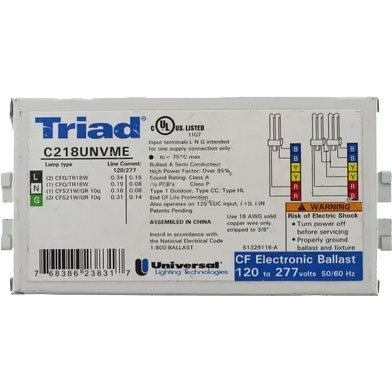 Triad
C218UNVME
c UL US LISTED
11G7
Lamp type Line Current:
120/277
L (2) CFQ/TR18W 0.34 0.15
N (1) CFQ/TR18W 0.19 0.08
(1) CFS21W/GR 10q 0.18 0.08
G (2) CFS21W/GR 10q 0.31 0.14
Input terminals L N G intended
for one supply connection only
tc = 75°C max
Ballast A Semi Conducteur
High Power Factor: Over 95%
Sound Rating: Class A
PCB's Class P
Type 1 Outdoor, Type CC, Type HL
End Of Life Protection
Also operates on 125 VDC input, I+(L I-)N
Patents Pending
ASSEMBLED IN CHINA
Install in accordance with
the National Electrical Code
1-800 BALLAST
Use 18 AWG solid
copper wire only
stripped to 3/8".
61329116-A
B
B
Y
Y
R
R
B
B
Y
Y
R
R
WARNING
Risk of Electric Shock
• Turn power off
before servicing
• Properly ground
ballast and fixture
7 68386 23831 7
Universal
Lighting Technologies
CF Electronic Ballast
120 to 277 volts 50/60 Hz